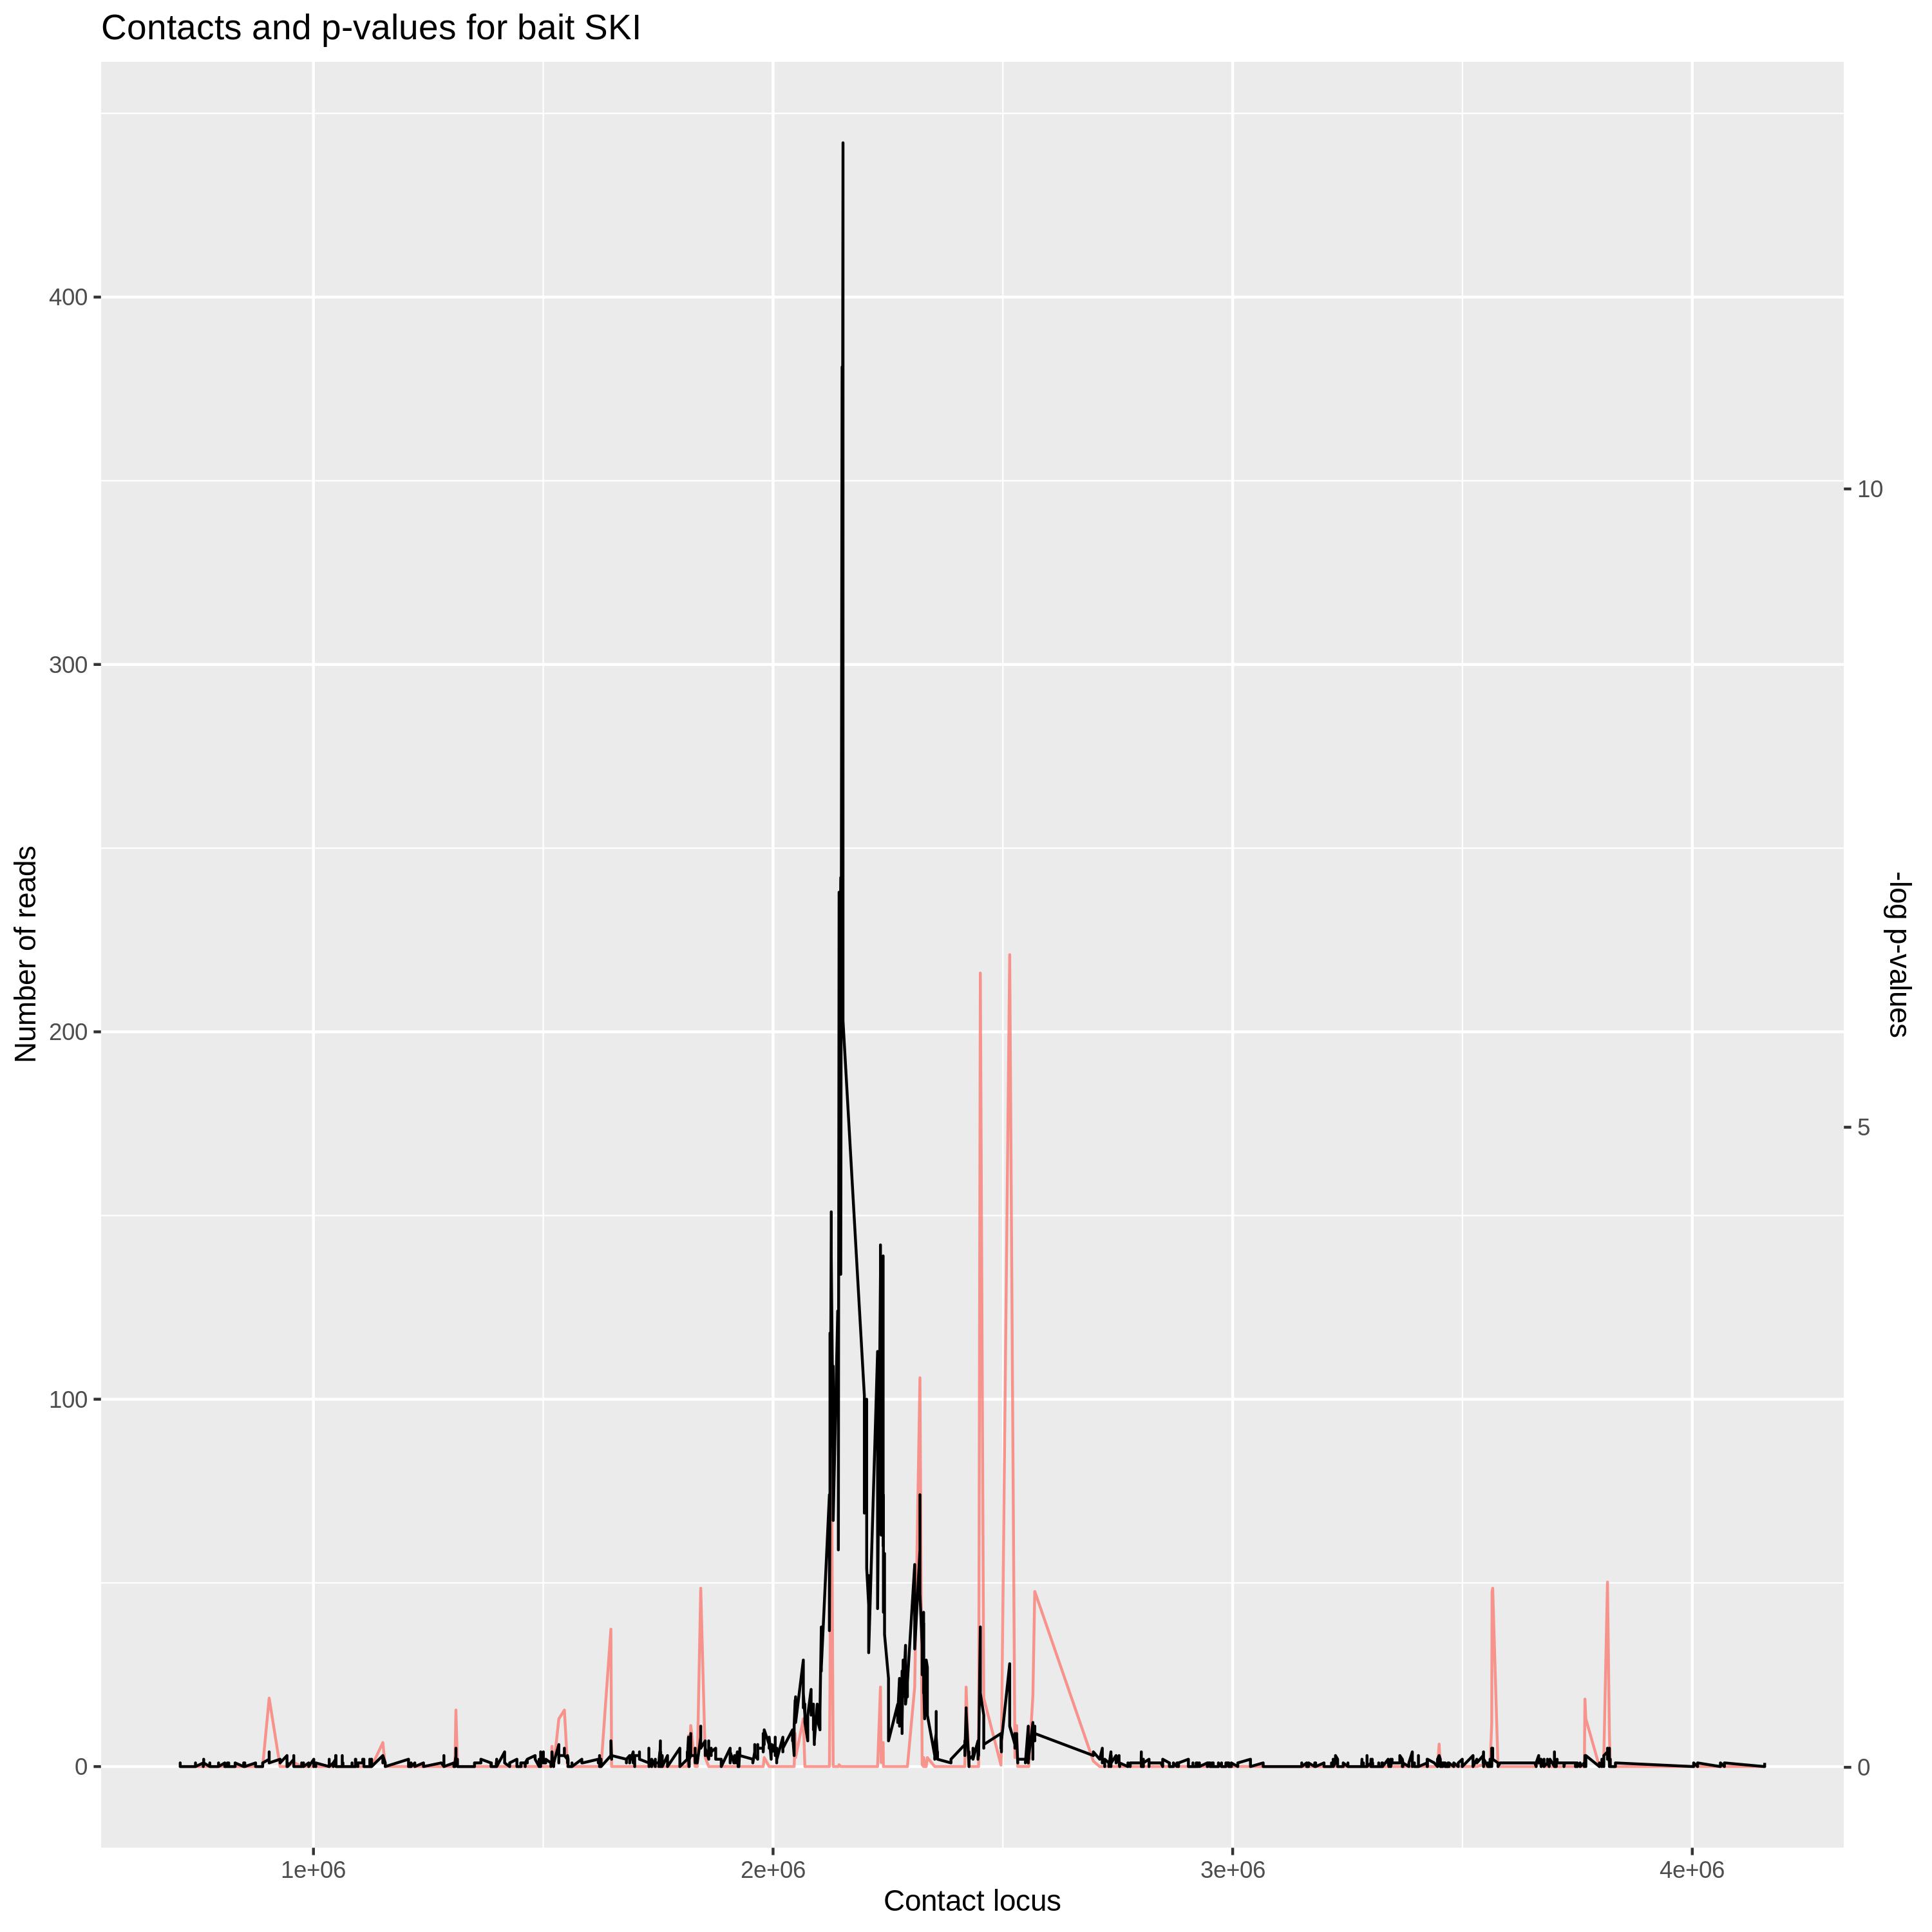 Contacts and p-values for bait SKI
400
300
200
100
0
Number of reads
10
5
0
-log p-values
1e+06
2e+06
3e+06
4e+06
Contact locus